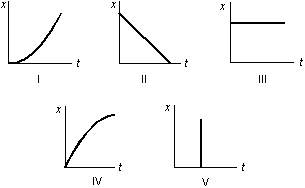 x x x
t t t
I II III
x x
t t
IV V